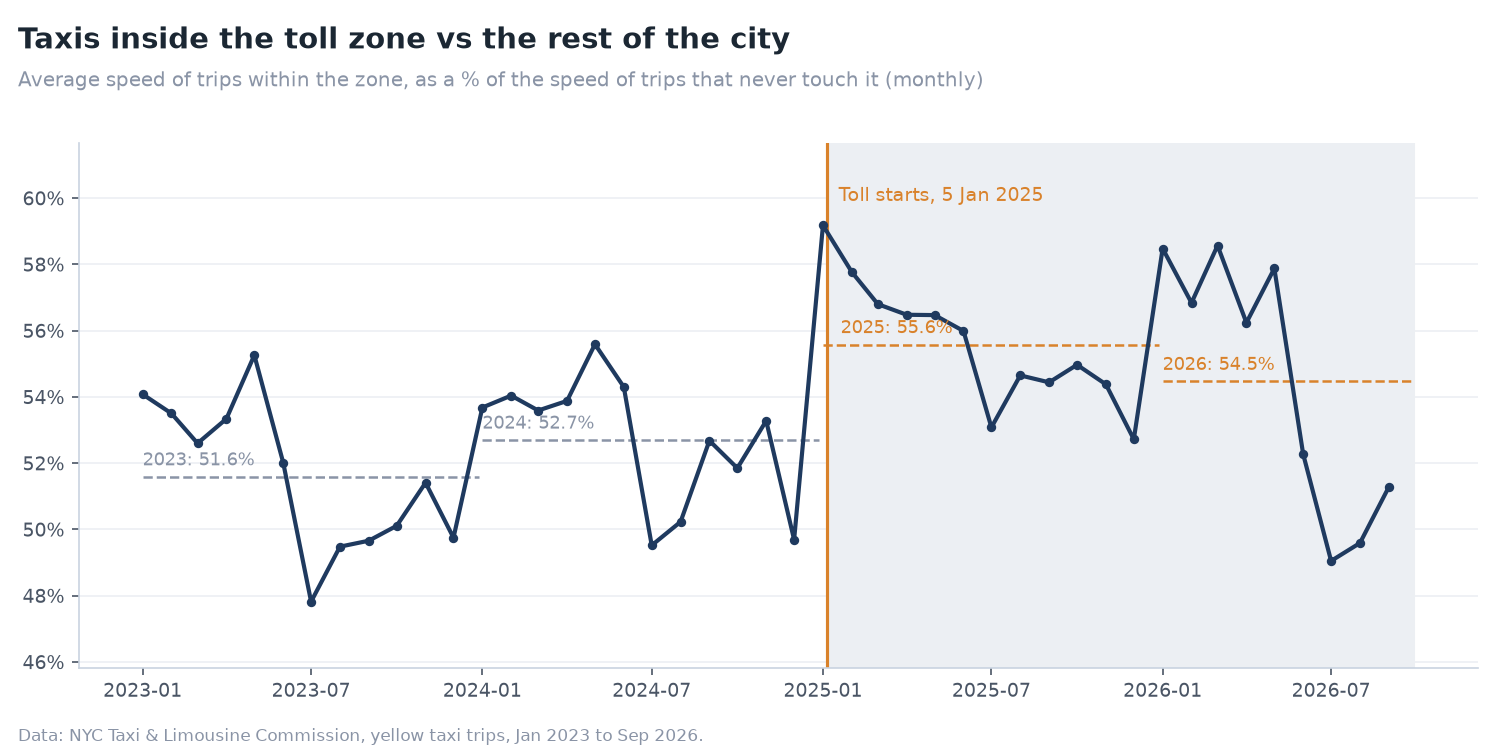 Taxis inside the toll zone vs the rest of the city
Average speed of trips within the zone, as a % of the speed of trips that never touch it (monthly)
60%
58%
56%
54%
52%
50%
48%
46%
Toll starts, 5 Jan 2025
2023: 51.6%
2024: 52.7%
2025: 55.6%
2026: 54.5%
2023-01 2023-07 2024-01 2024-07 2025-01 2025-07 2026-01 2026-07
Data: NYC Taxi & Limousine Commission, yellow taxi trips, Jan 2023 to Sep 2026.